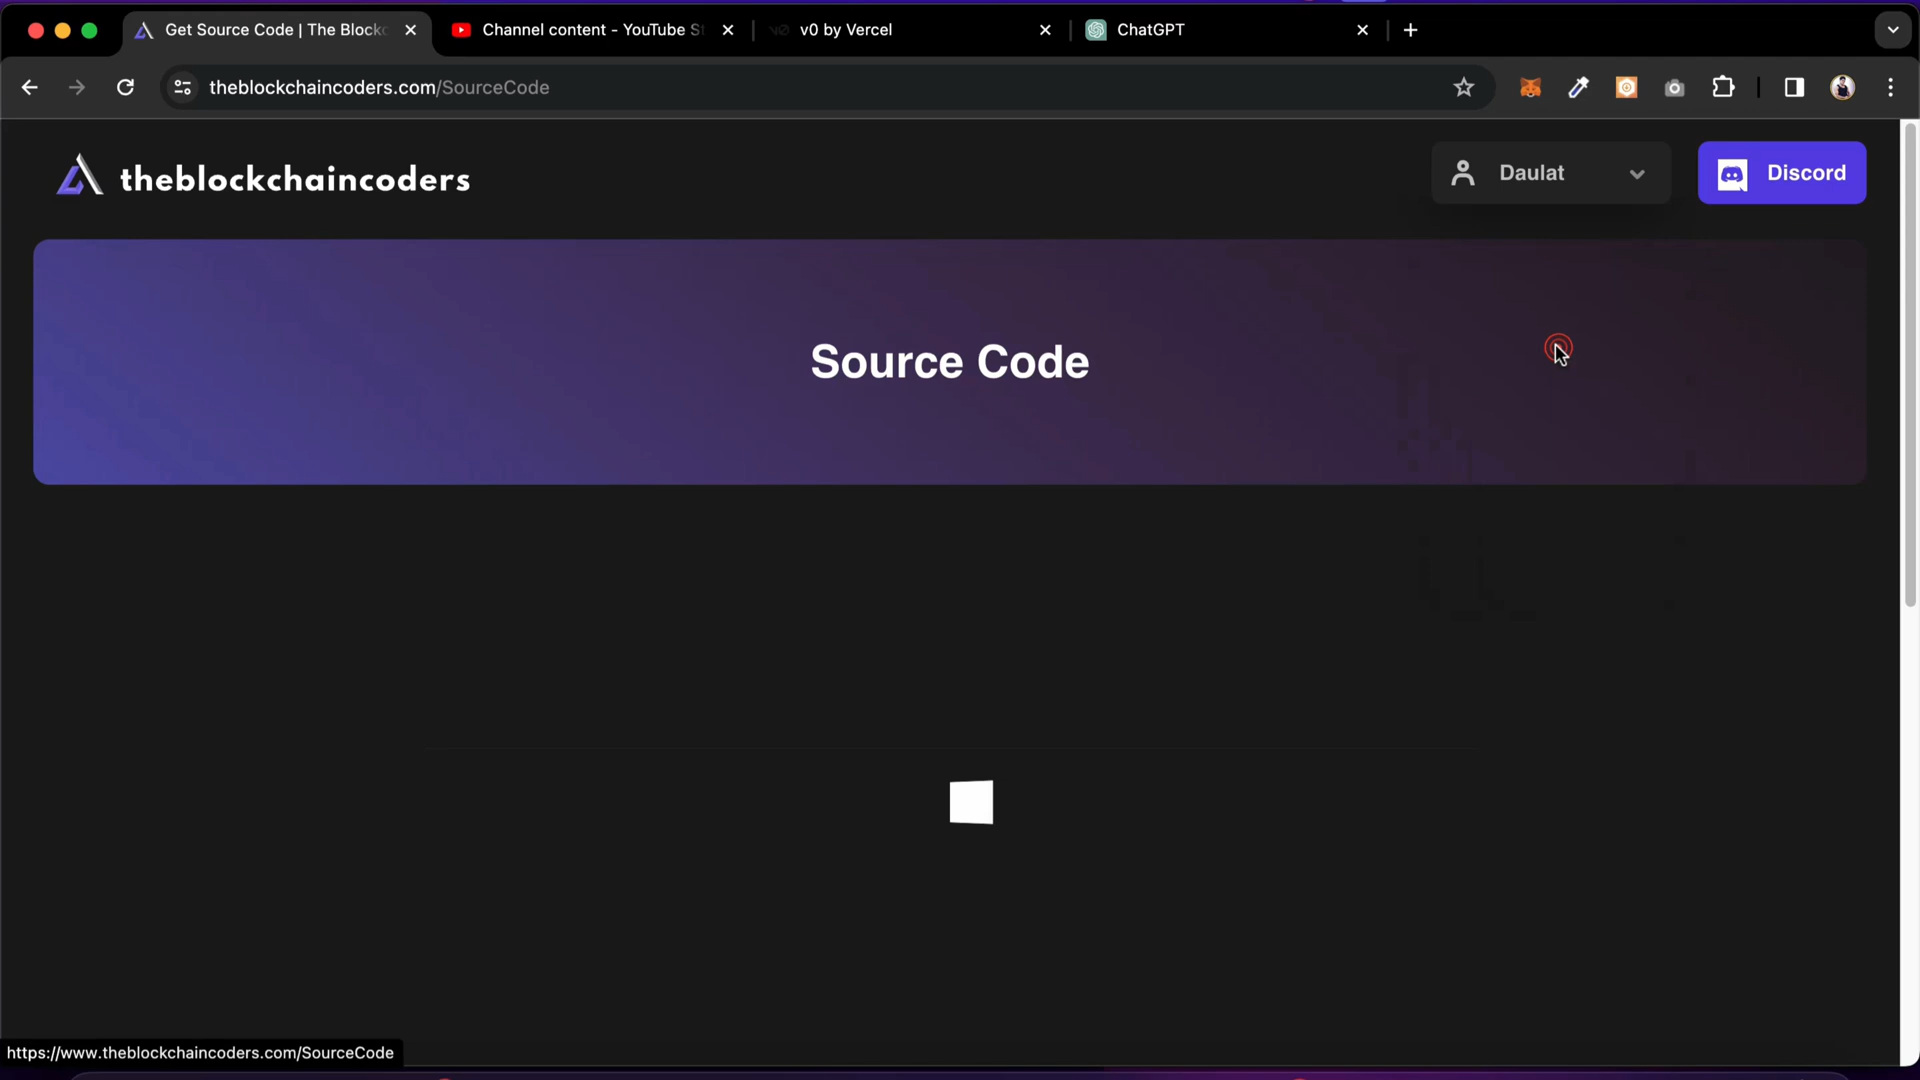 Get Source Code | The Blockc
Channel content - YouTube St
v0 by Vercel
ChatGPT
theblockchaincoders.com/SourceCode
theblockchaincoders
Daulat
Discord
Source Code
https://www.theblockchaincoders.com/SourceCode